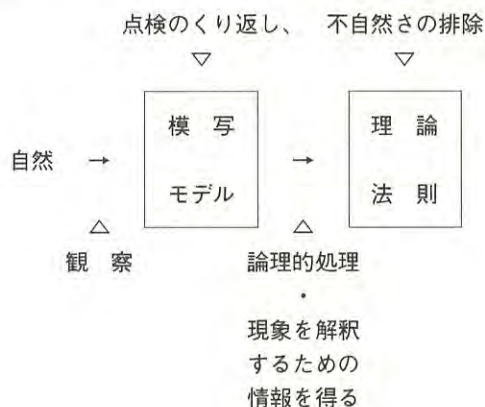 点検のくり返し、 不自然さの排除
▽ ▽
模 写 理 論
自然 → →
モデル 法 則
△ △
観 察 論理的処理
・
現象を解釈
するための
情報を得る